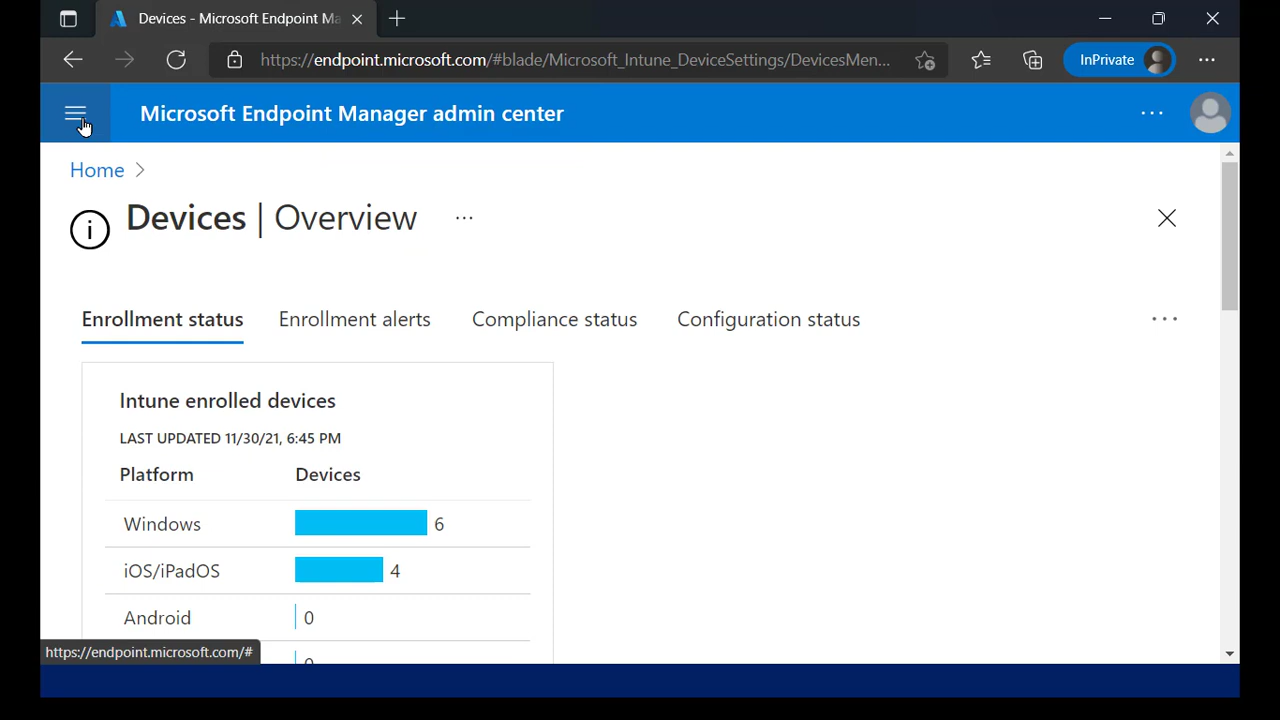 Devices - Microsoft Endpoint Ma
https://endpoint.microsoft.com/#blade/Microsoft_Intune_DeviceSettings/DevicesMen...
InPrivate
Microsoft Endpoint Manager admin center
Home
Devices | Overview
Enrollment status Enrollment alerts Compliance status Configuration status
Intune enrolled devices
LAST UPDATED 11/30/21, 6:45 PM
Platform Devices
Windows 6
iOS/iPadOS 4
Android 0
https://endpoint.microsoft.com/# 0